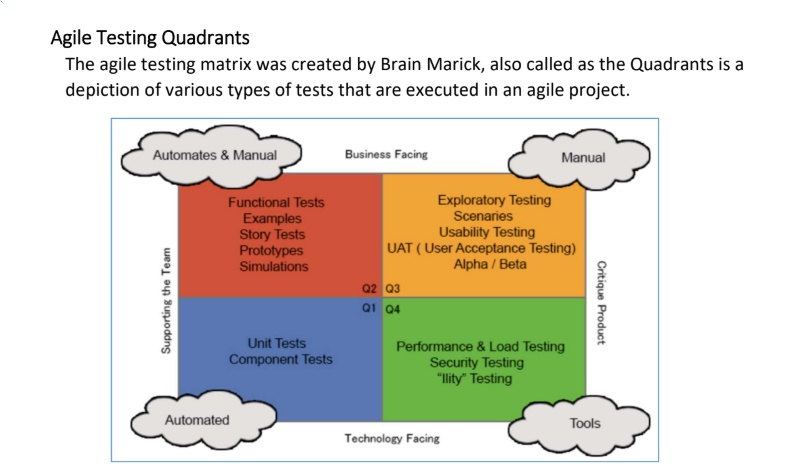 Agile Testing Quadrants
The agile testing matrix was created by Brain Marick, also called as the Quadrants is a
depiction of various types of tests that are executed in an agile project.
Automates & Manual
Business Facing
Manual
Functional Tests
Examples
Story Tests
Prototypes
Simulations
Q2
Exploratory Testing
Scenaries
Usability Testing
UAT ( User Acceptance Testing)
Alpha / Beta
Q3
Supporting the Team
Critique Product
Q1
Unit Tests
Component Tests
Q4
Performance & Load Testing
Security Testing
"Ility" Testing
Automated
Technology Facing
Tools